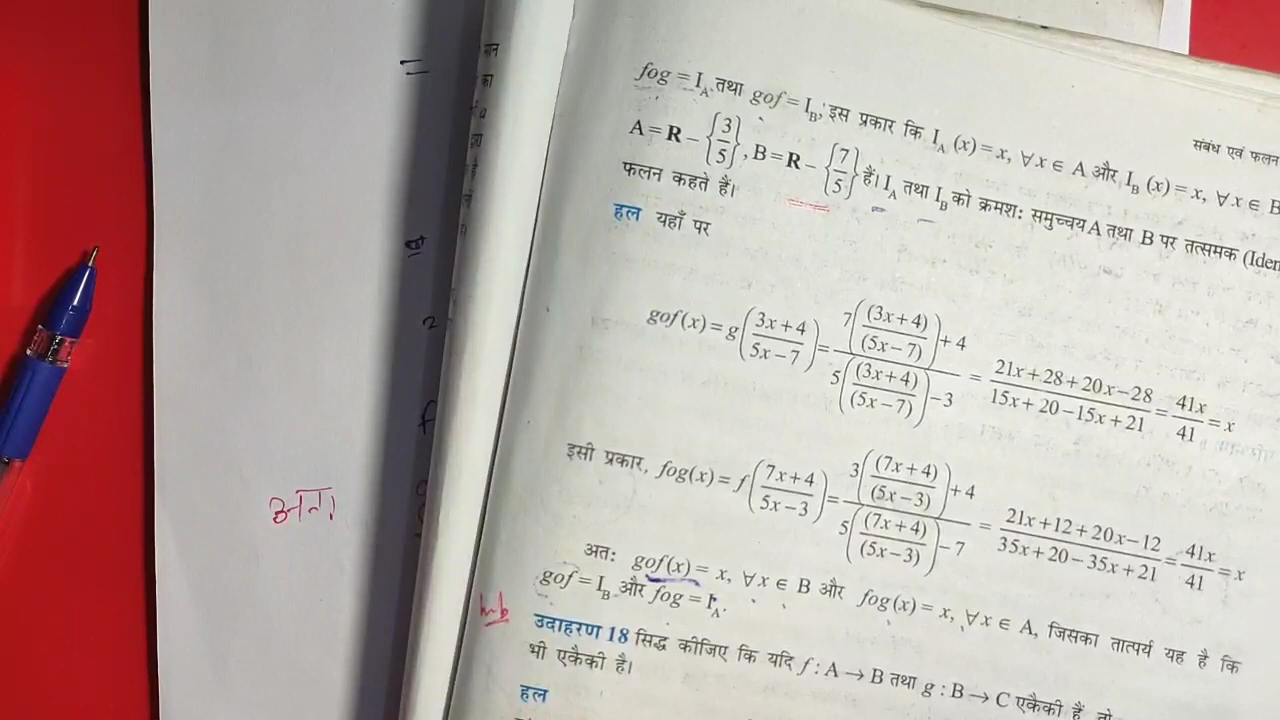 संबंध एवं फलन
fog = I_A तथा gof = I_B, इस प्रकार कि I_A (x) = x, ∀ x ∈ A और I_B (x) = x, ∀ x ∈ B
A = R – {3/5}, B = R – {7/5} हैं। I_A तथा I_B को क्रमश: समुच्चय A तथा B पर तत्समक (Iden
फलन कहते हैं।
हल यहाँ पर
gof (x) = g((3x + 4)/(5x – 7)) = (7((3x + 4)/(5x – 7)) + 4)/(5((3x + 4)/(5x – 7)) – 3) = (21x + 28 + 20x – 28)/(15x + 20 – 15x + 21) = 41x/41 = x
इसी प्रकार, fog(x) = f((7x + 4)/(5x – 3)) = (3((7x + 4)/(5x – 3)) + 4)/(5((7x + 4)/(5x – 3)) – 7) = (21x + 12 + 20x – 12)/(35x + 20 – 35x + 21) = 41x/41 = x
अत: gof(x) = x, ∀ x ∈ B और fog(x) = x, ∀ x ∈ A, जिसका तात्पर्य यह है कि
gof = I_B और fog = I_A.
उदाहरण 18 सिद्ध कीजिए कि यदि f : A → B तथा g : B → C एकैकी हैं, तो
भी एकैकी है।
हल